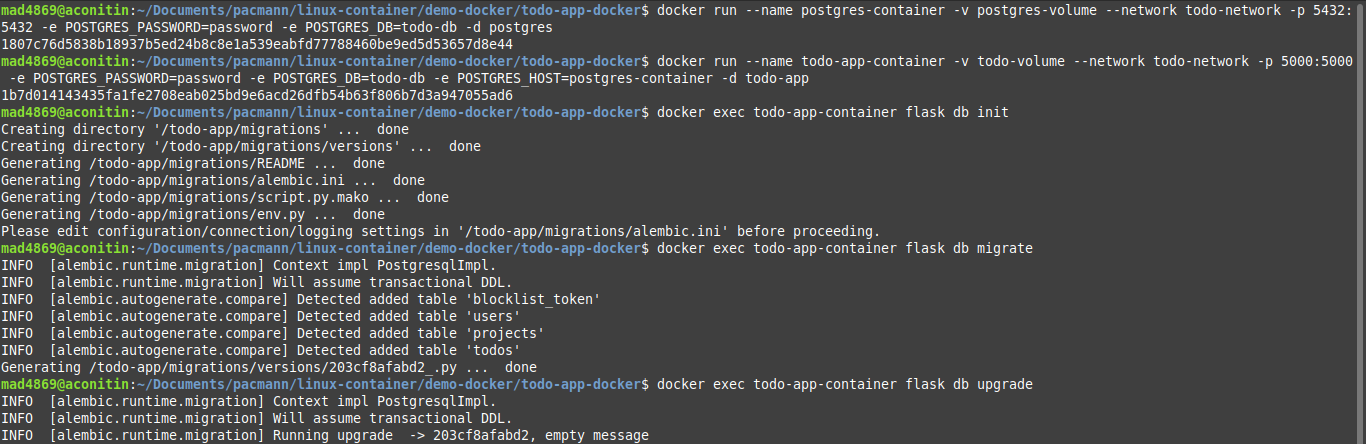 mad4869@aconitin:~/Documents/pacmann/linux-container/demo-docker/todo-app-docker$ docker run --name postgres-container -v postgres-volume --network todo-network -p 5432:
5432 -e POSTGRES_PASSWORD=password -e POSTGRES_DB=todo-db -d postgres
1807c76d5838b18937b5ed24b8c8e1a539eabfd77788460be9ed5d53657d8e44
mad4869@aconitin:~/Documents/pacmann/linux-container/demo-docker/todo-app-docker$ docker run --name todo-app-container -v todo-volume --network todo-network -p 5000:5000
 -e POSTGRES_PASSWORD=password -e POSTGRES_DB=todo-db -e POSTGRES_HOST=postgres-container -d todo-app
1b7d014143435fa1fe2708eab025bd9e6acd26dfb54b63f806b7d3a947055ad6
mad4869@aconitin:~/Documents/pacmann/linux-container/demo-docker/todo-app-docker$ docker exec todo-app-container flask db init
Creating directory '/todo-app/migrations' ...  done
Creating directory '/todo-app/migrations/versions' ...  done
Generating /todo-app/migrations/README ...  done
Generating /todo-app/migrations/alembic.ini ...  done
Generating /todo-app/migrations/script.py.mako ...  done
Generating /todo-app/migrations/env.py ...  done
Please edit configuration/connection/logging settings in '/todo-app/migrations/alembic.ini' before proceeding.
mad4869@aconitin:~/Documents/pacmann/linux-container/demo-docker/todo-app-docker$ docker exec todo-app-container flask db migrate
INFO  [alembic.runtime.migration] Context impl PostgresqlImpl.
INFO  [alembic.runtime.migration] Will assume transactional DDL.
INFO  [alembic.autogenerate.compare] Detected added table 'blocklist_token'
INFO  [alembic.autogenerate.compare] Detected added table 'users'
INFO  [alembic.autogenerate.compare] Detected added table 'projects'
INFO  [alembic.autogenerate.compare] Detected added table 'todos'
Generating /todo-app/migrations/versions/203cf8afabd2_.py ...  done
mad4869@aconitin:~/Documents/pacmann/linux-container/demo-docker/todo-app-docker$ docker exec todo-app-container flask db upgrade
INFO  [alembic.runtime.migration] Context impl PostgresqlImpl.
INFO  [alembic.runtime.migration] Will assume transactional DDL.
INFO  [alembic.runtime.migration] Running upgrade  -> 203cf8afabd2, empty message